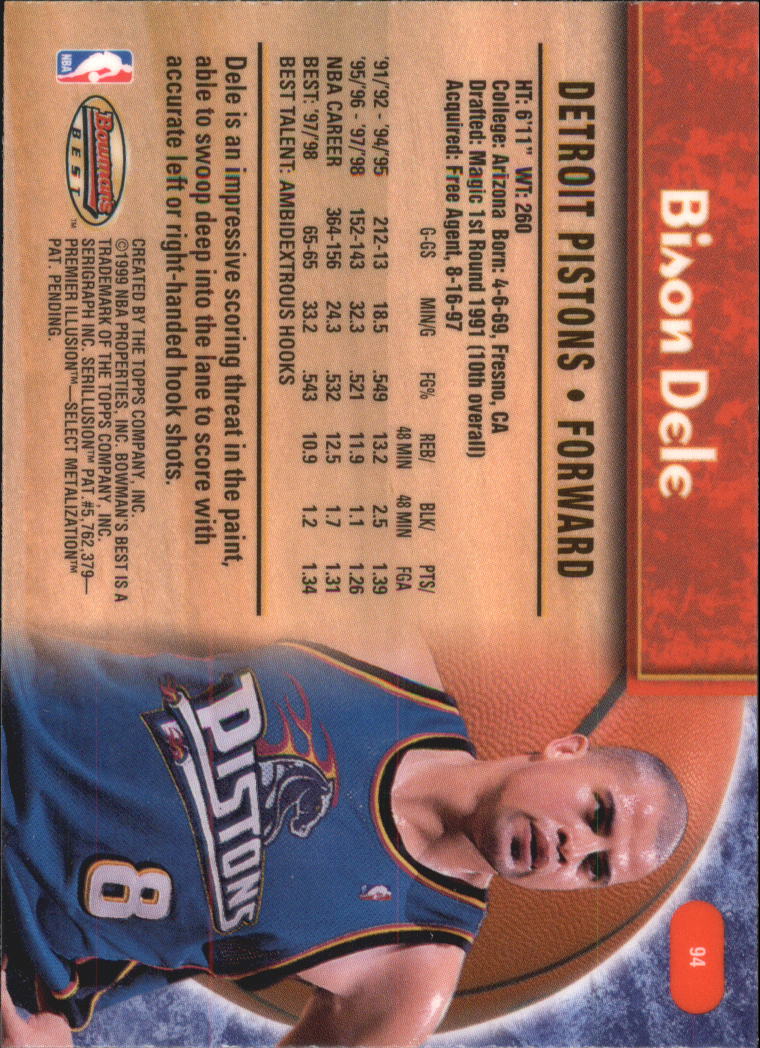 Bison Dele
94
DETROIT PISTONS • FORWARD
HT: 6'11" WT: 260
College: Arizona Born: 4-6-69, Fresno, CA
Drafted: Magic 1st Round 1991 (10th overall)
Acquired: Free Agent, 8-16-97
G-GS MIN/G FG% REB/48 MIN BLK/48 MIN PTS/FGA
'91/'92 - '94/'95 212-13 18.5 .549 13.2 2.5 1.39
'95/'96 - '97/'98 152-143 32.3 .521 11.9 1.1 1.26
NBA CAREER 364-156 24.3 .532 12.5 1.7 1.31
BEST: '97/'98 65-65 33.2 .543 10.9 1.2 1.34
BEST TALENT: AMBIDEXTROUS HOOKS
Dele is an impressive scoring threat in the paint,
able to swoop deep into the lane to score with
accurate left or right-handed hook shots.
NBA
Bowman's
BEST™
CREATED BY THE TOPPS COMPANY, INC.
©1999 NBA PROPERTIES, INC. BOWMAN'S BEST IS A
TRADEMARK OF THE TOPPS COMPANY, INC.
SERIGRAPH INC. SERILLUSION™ PAT.#5,762,379—
PREMIER ILLUSION™—SELECT METALIZATION™
PAT. PENDING.
PISTONS
8